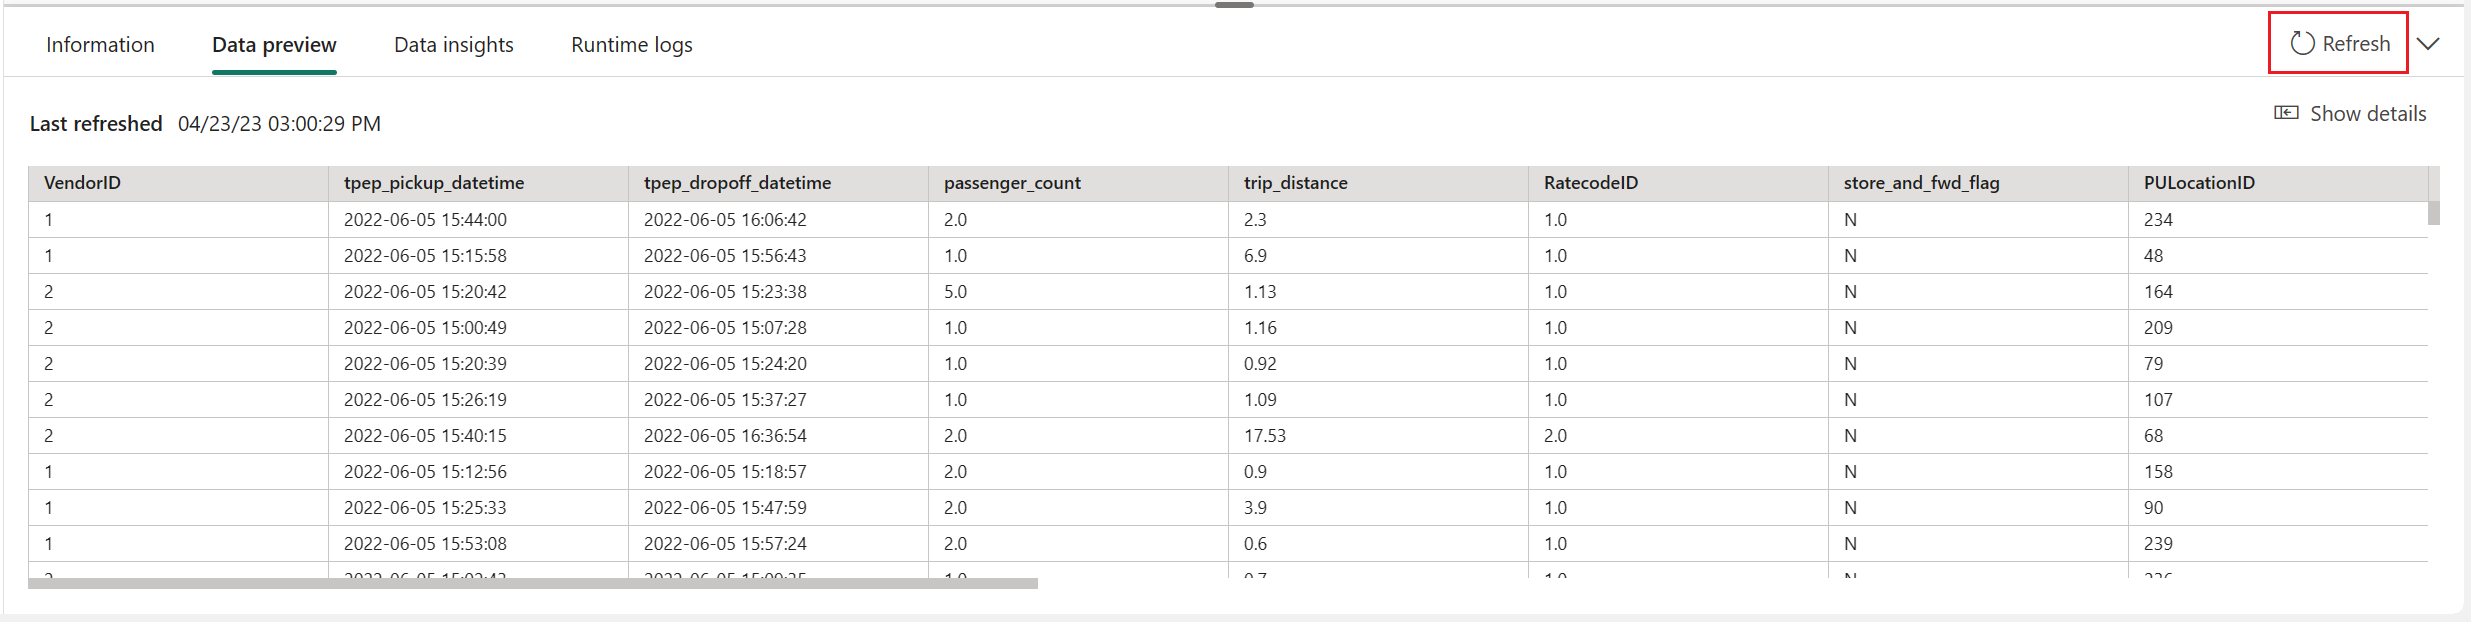 Information Data preview Data insights Runtime logs Refresh
Show details
Last refreshed 04/23/23 03:00:29 PM
VendorID tpep_pickup_datetime tpep_dropoff_datetime passenger_count trip_distance RatecodeID store_and_fwd_flag PULocationID
1 2022-06-05 15:44:00 2022-06-05 16:06:42 2.0 2.3 1.0 N 234
1 2022-06-05 15:15:58 2022-06-05 15:56:43 1.0 6.9 1.0 N 48
2 2022-06-05 15:20:42 2022-06-05 15:23:38 5.0 1.13 1.0 N 164
2 2022-06-05 15:00:49 2022-06-05 15:07:28 1.0 1.16 1.0 N 209
2 2022-06-05 15:20:39 2022-06-05 15:24:20 1.0 0.92 1.0 N 79
2 2022-06-05 15:26:19 2022-06-05 15:37:27 1.0 1.09 1.0 N 107
2 2022-06-05 15:40:15 2022-06-05 16:36:54 2.0 17.53 2.0 N 68
1 2022-06-05 15:12:56 2022-06-05 15:18:57 2.0 0.9 1.0 N 158
1 2022-06-05 15:25:33 2022-06-05 15:47:59 2.0 3.9 1.0 N 90
1 2022-06-05 15:53:08 2022-06-05 15:57:24 2.0 0.6 1.0 N 239